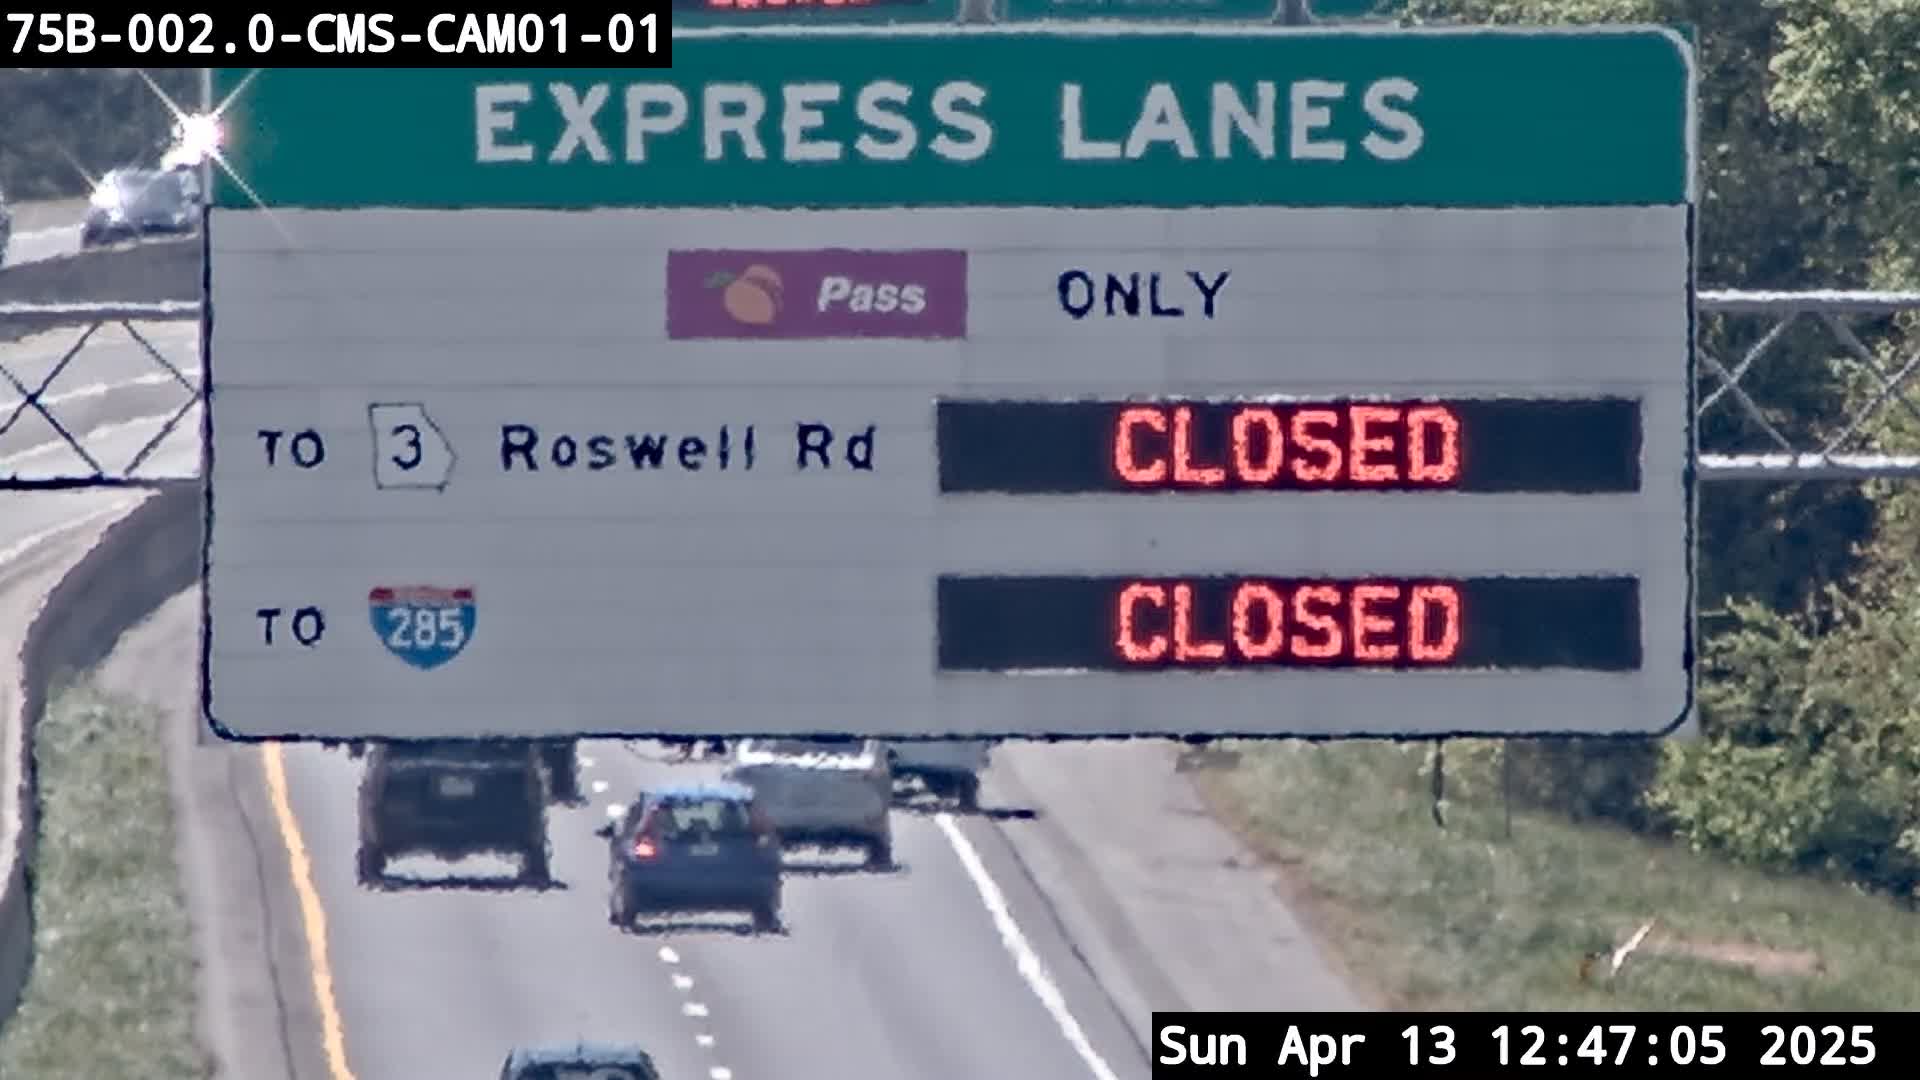 75B-002.0-CMS-CAM01-01
EXPRESS LANES
Pass ONLY
TO 3 Roswell Rd CLOSED
TO 285 CLOSED
Sun Apr 13 12:47:05 2025